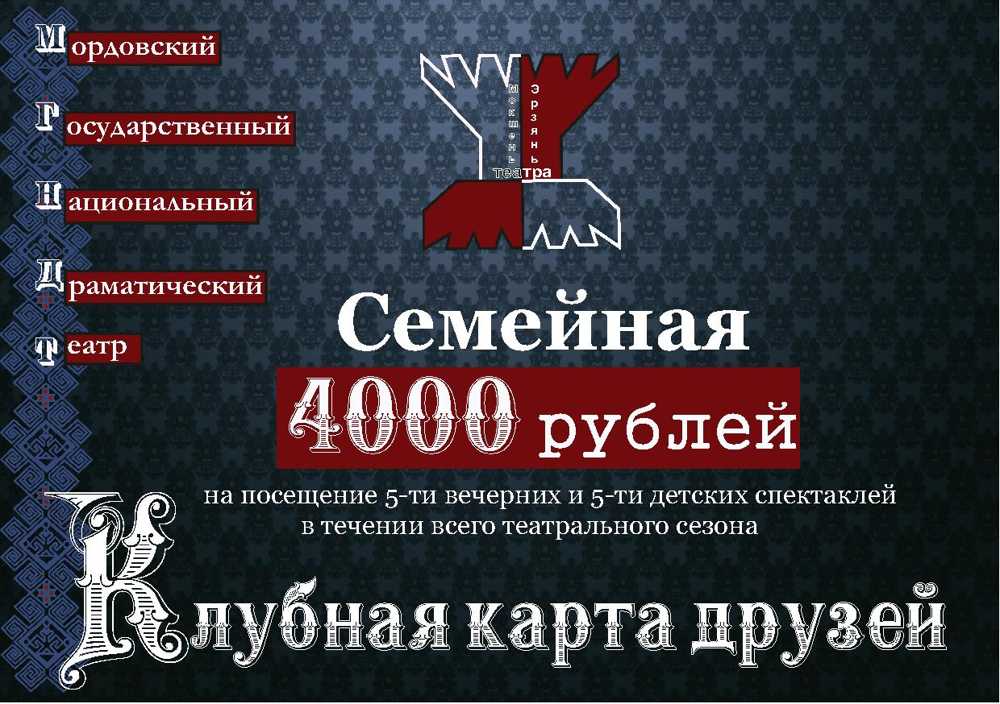 Мордовский
Государственный
Национальный
Драматический
Театр
Мокшень
Эрзянь
театра
Семейная
4000 рублей
на посещение 5-ти вечерних и 5-ти детских спектаклей
в течении всего театрального сезона
Клубная карта друзей